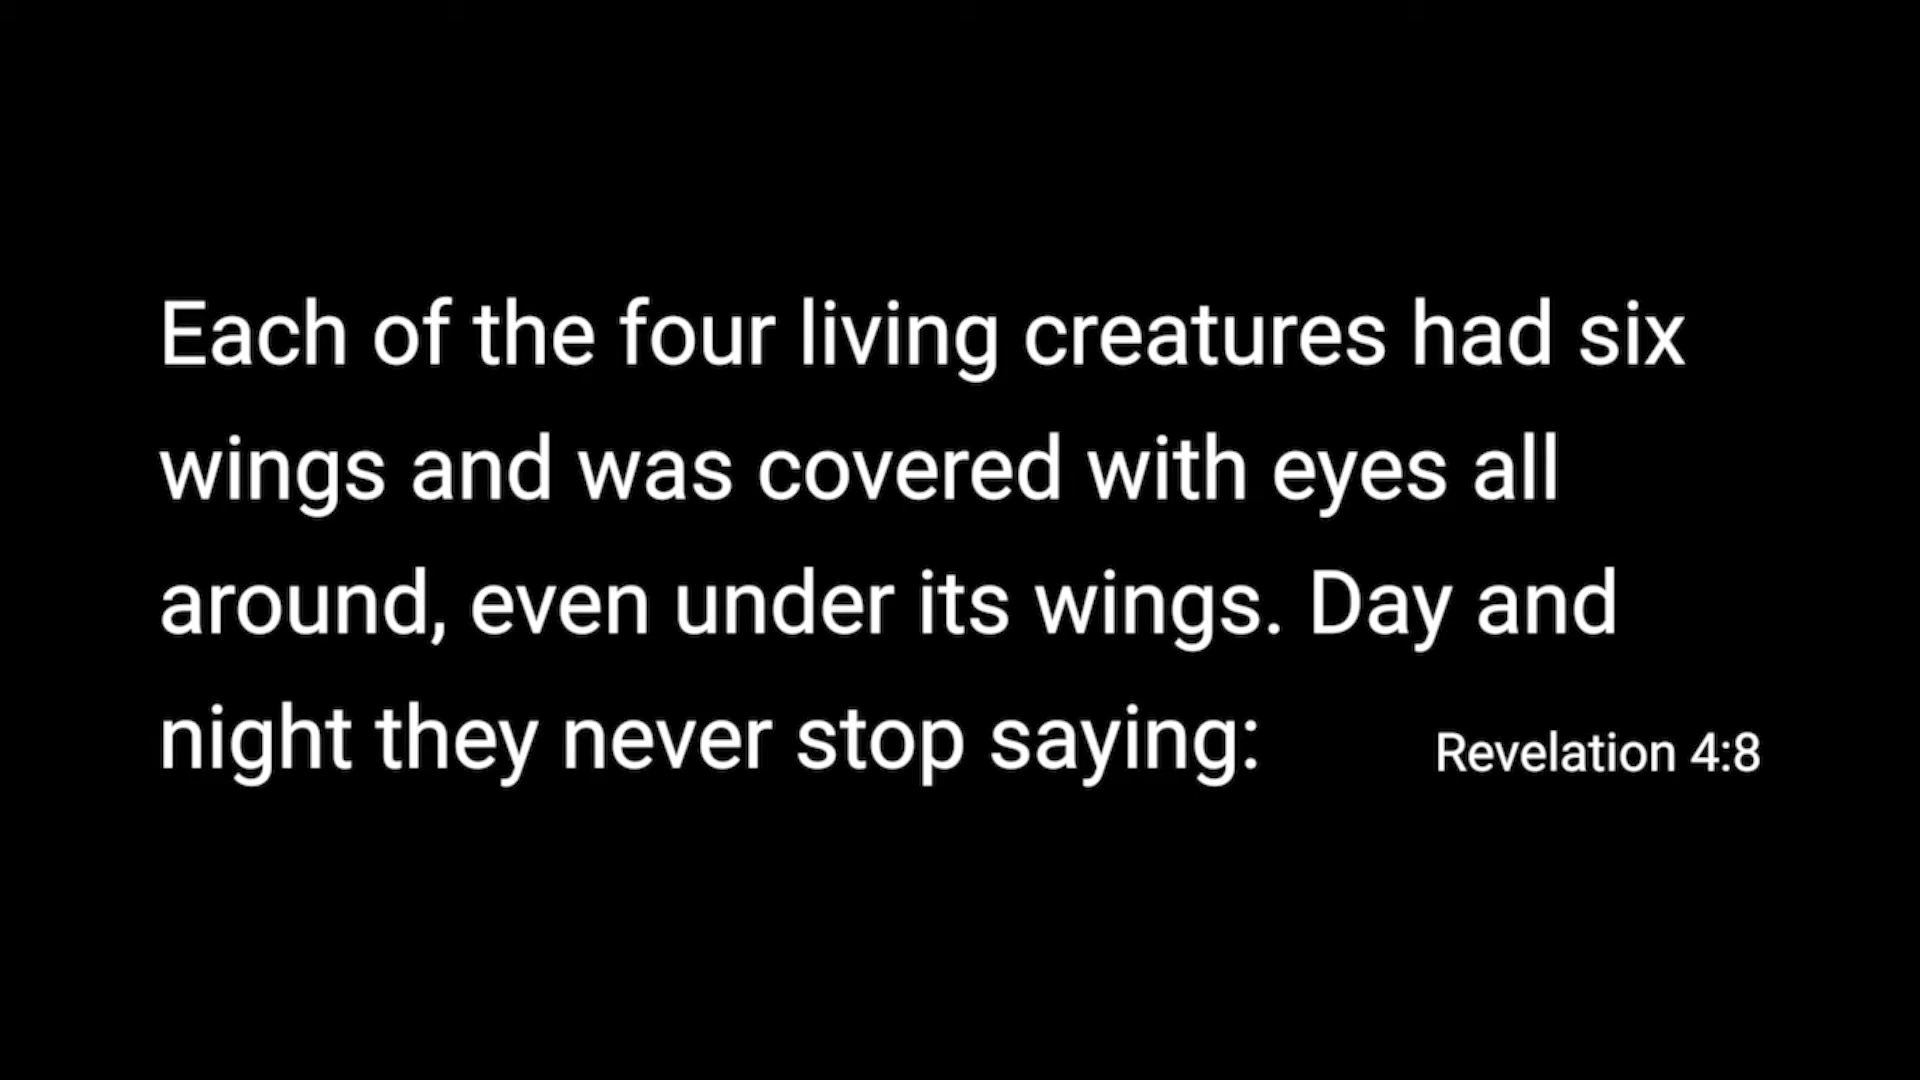 Each of the four living creatures had six
wings and was covered with eyes all
around, even under its wings. Day and
night they never stop saying: Revelation 4:8